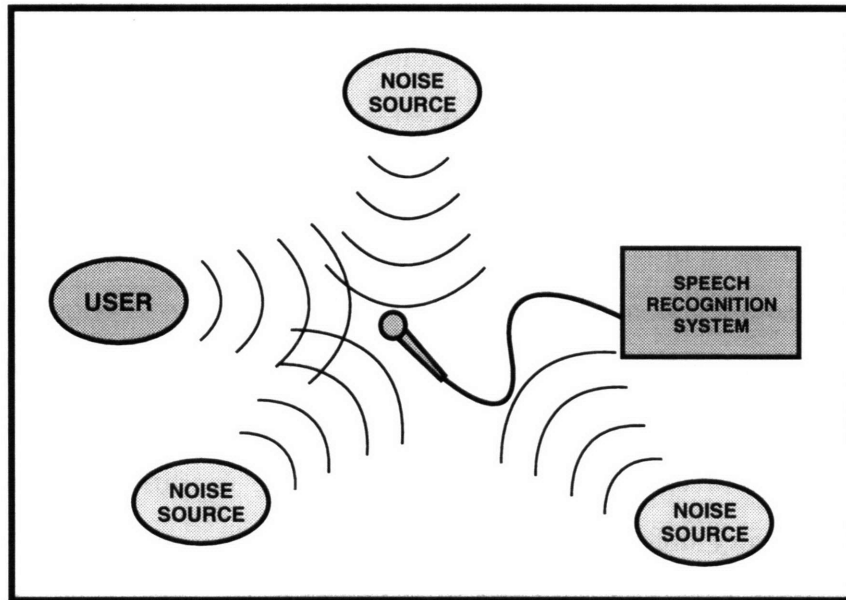 NOISE
SOURCE
USER
SPEECH
RECOGNITION
SYSTEM
NOISE
SOURCE
NOISE
SOURCE